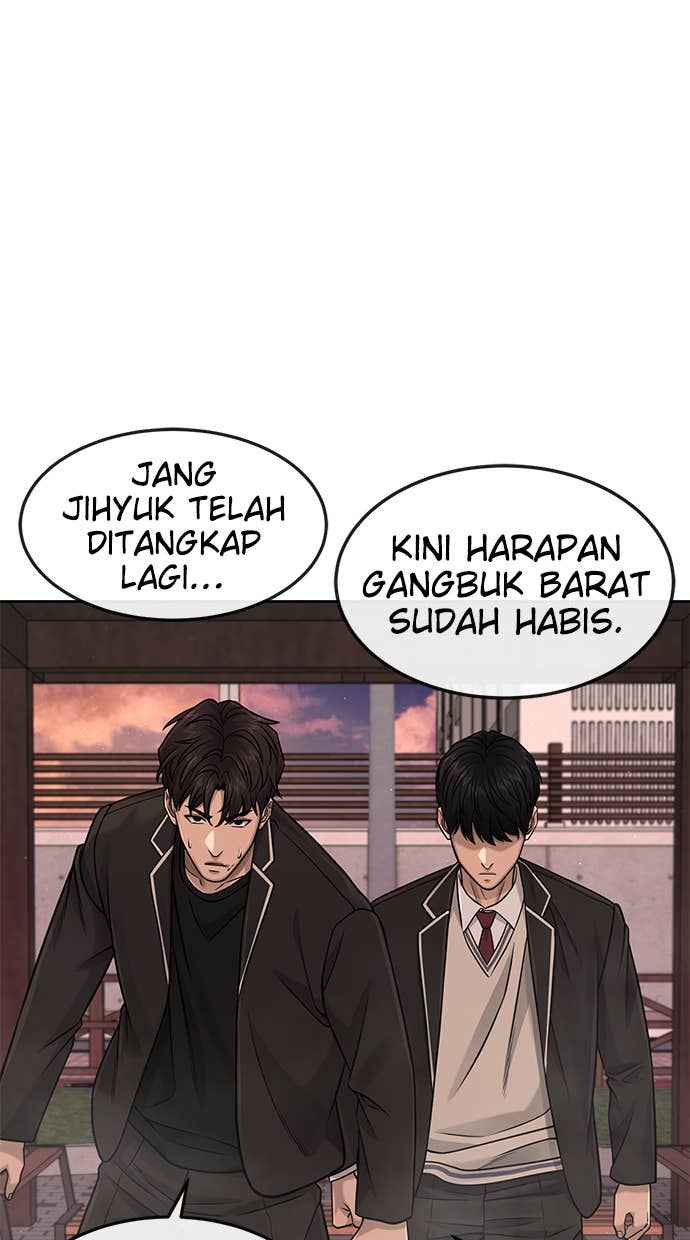 JANG
JIHYUK TELAH
DITANGKAP
LAGI...
KINI HARAPAN
GANGBUK BARAT
SUDAH HABIS.